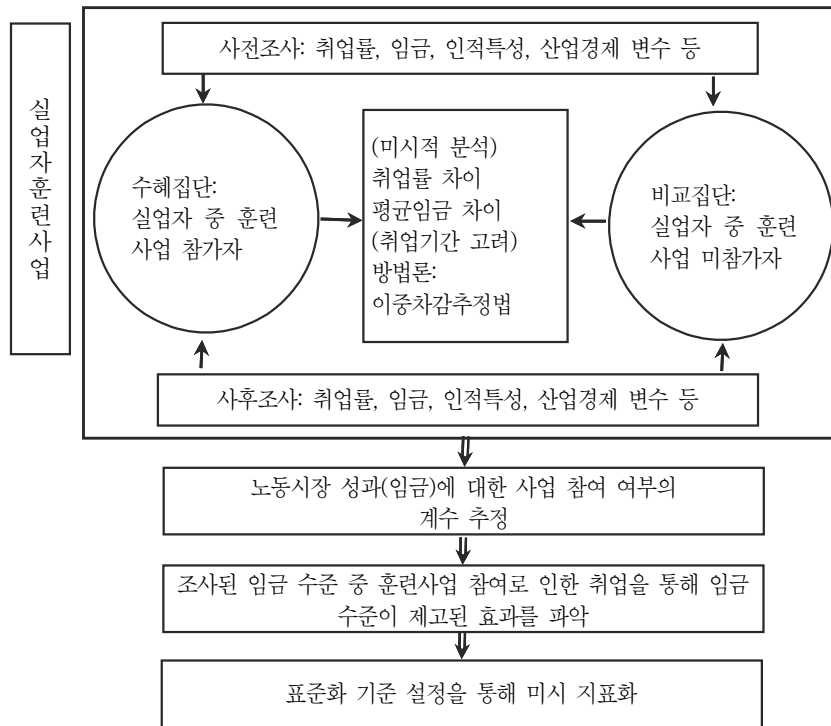 실업자훈련사업
사전조사: 취업률, 임금, 인적특성, 산업경제 변수 등
수혜집단:
실업자 중 훈련
사업 참가자
(미시적 분석)
취업률 차이
평균임금 차이
(취업기간 고려)
방법론:
이중차감추정법
비교집단:
실업자 중 훈련
사업 미참가자
사후조사: 취업률, 임금, 인적특성, 산업경제 변수 등
노동시장 성과(임금)에 대한 사업 참여 여부의
계수 추정
조사된 임금 수준 중 훈련사업 참여로 인한 취업을 통해 임금
수준이 제고된 효과를 파악
표준화 기준 설정을 통해 미시 지표화